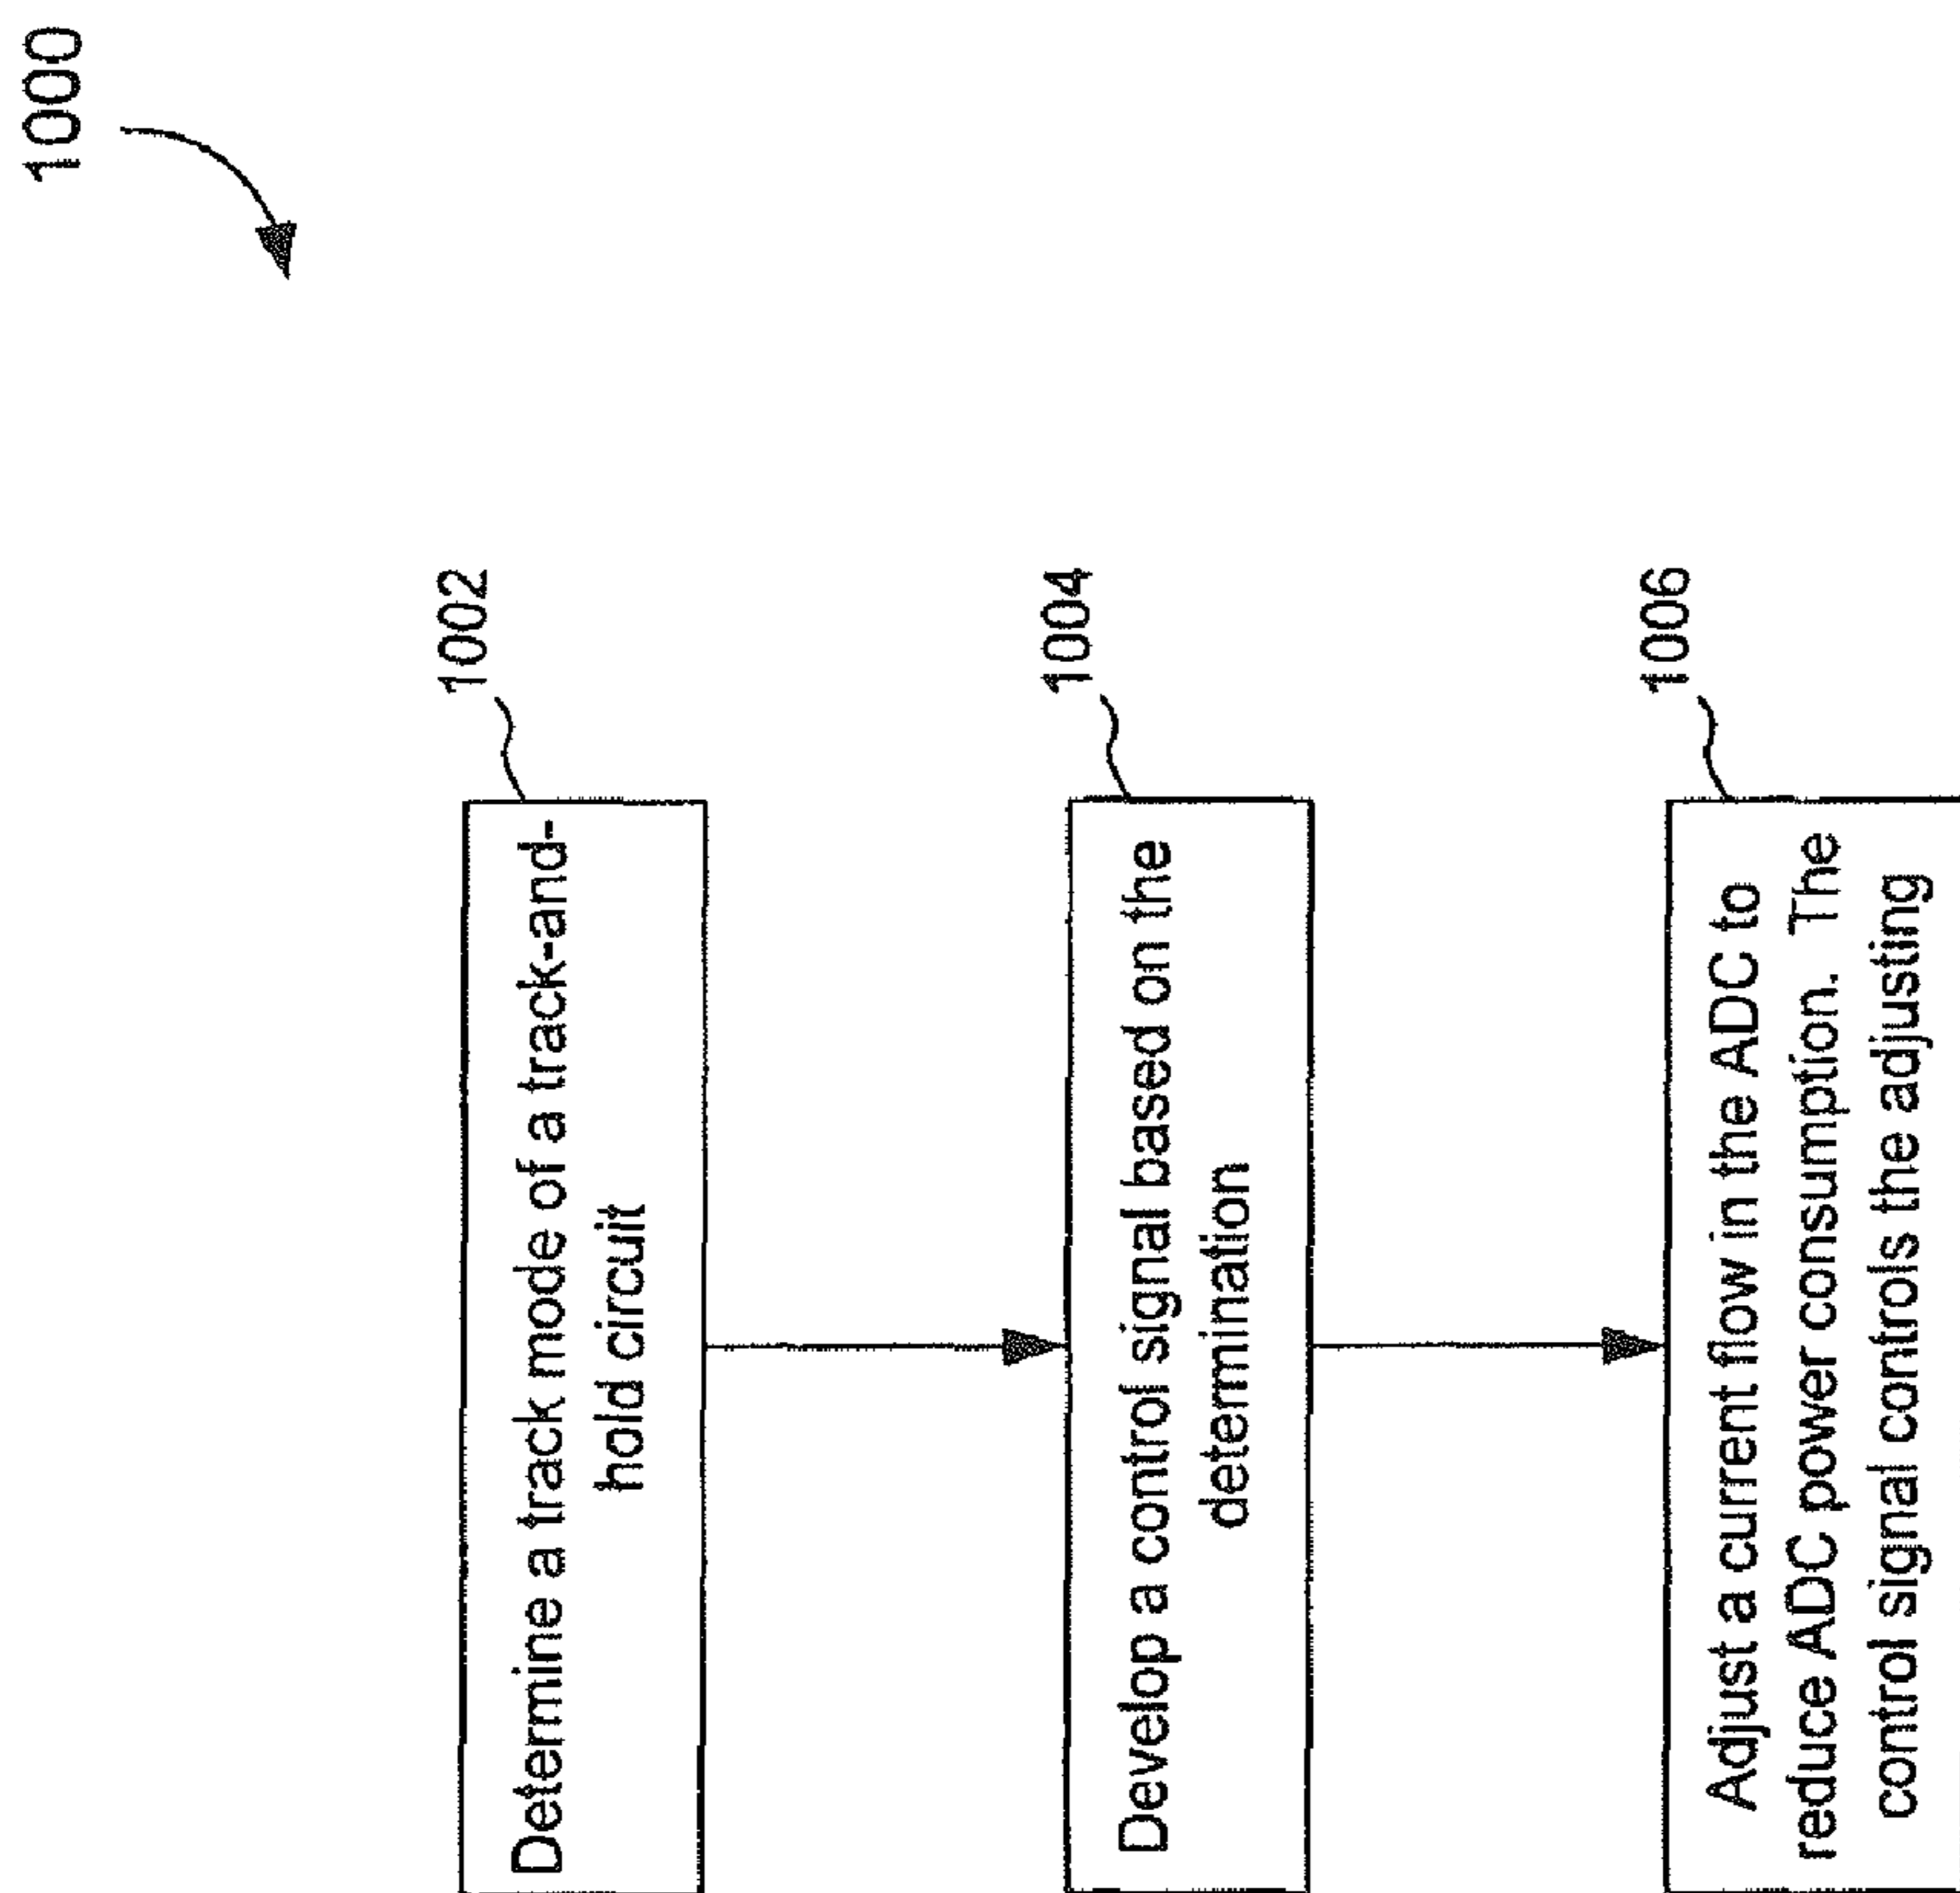 1000
1002
Determine a track mode of a track-and-
hold circuit
1004
Develop a control signal based on the
determination
1006
Adjust a current flow in the ADC to
reduce ADC power consumption. The
control signal controls the adjusting